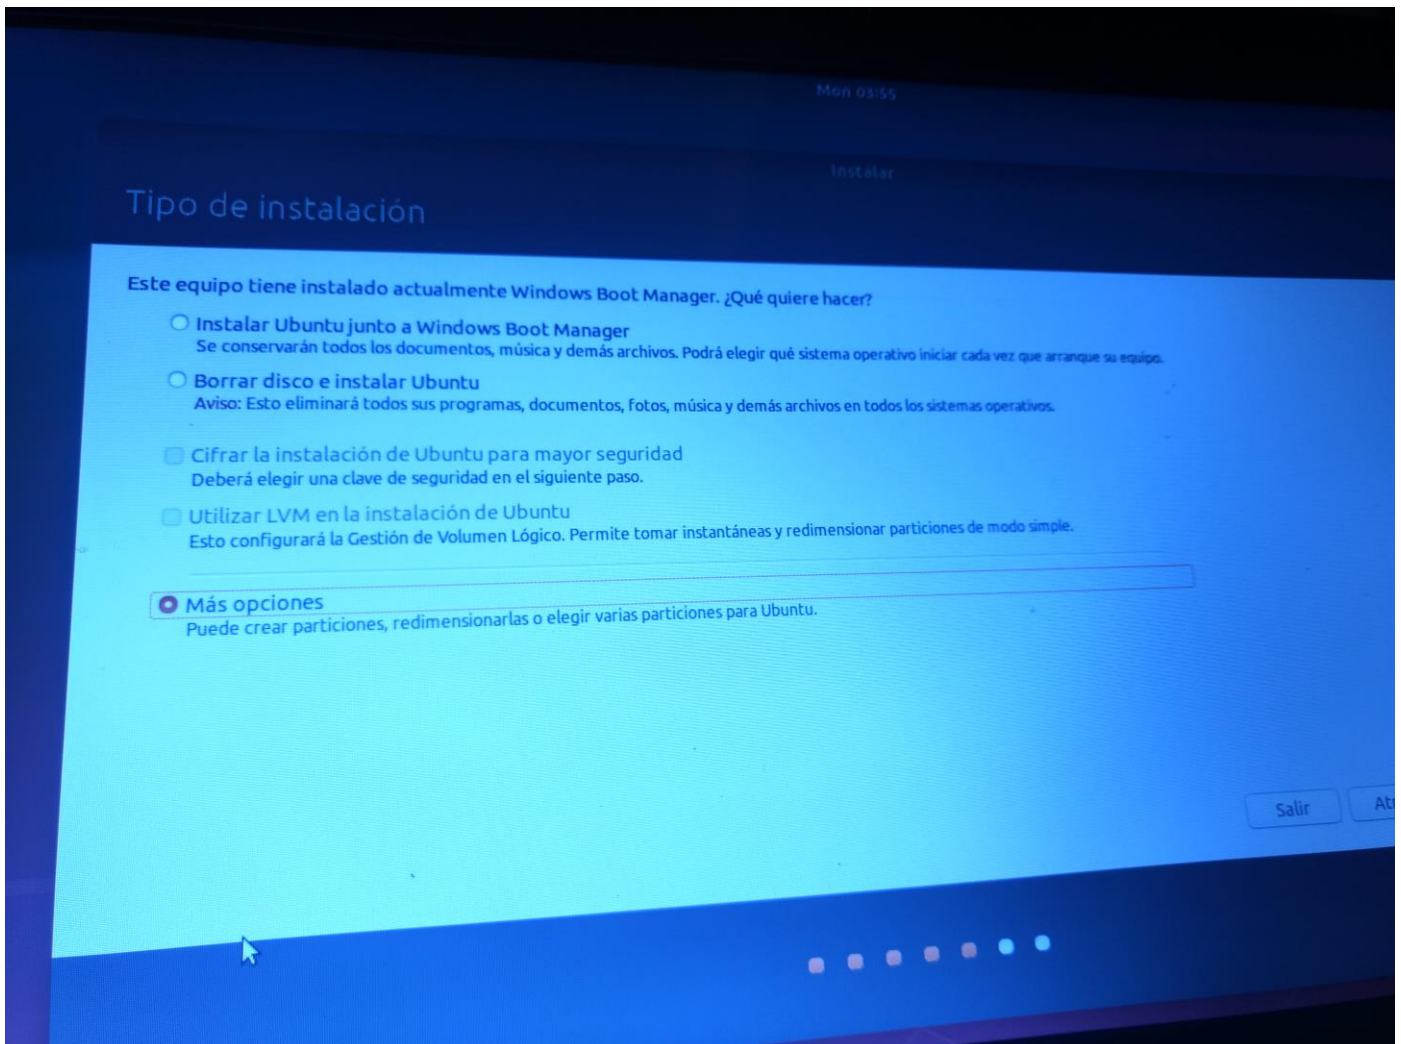 Mon 03:55
Instalar
Tipo de instalación
Este equipo tiene instalado actualmente Windows Boot Manager. ¿Qué quiere hacer?
Instalar Ubuntu junto a Windows Boot Manager
Se conservarán todos los documentos, música y demás archivos. Podrá elegir qué sistema operativo iniciar cada vez que arranque su equipo.
Borrar disco e instalar Ubuntu
Aviso: Esto eliminará todos sus programas, documentos, fotos, música y demás archivos en todos los sistemas operativos.
Cifrar la instalación de Ubuntu para mayor seguridad
Deberá elegir una clave de seguridad en el siguiente paso.
Utilizar LVM en la instalación de Ubuntu
Esto configurará la Gestión de Volumen Lógico. Permite tomar instantáneas y redimensionar particiones de modo simple.
Más opciones
Puede crear particiones, redimensionarlas o elegir varias particiones para Ubuntu.
Salir